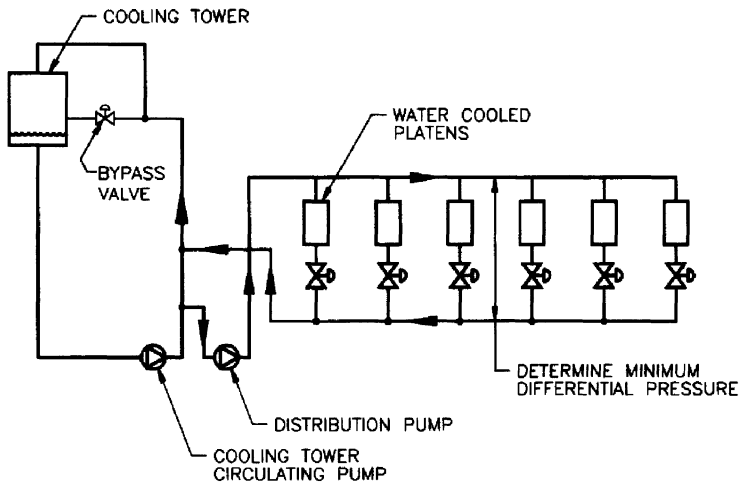 COOLING TOWER
WATER COOLED
PLATENS
BYPASS
VALVE
DETERMINE MINIMUM
DIFFERENTIAL PRESSURE
DISTRIBUTION PUMP
COOLING TOWER
CIRCULATING PUMP